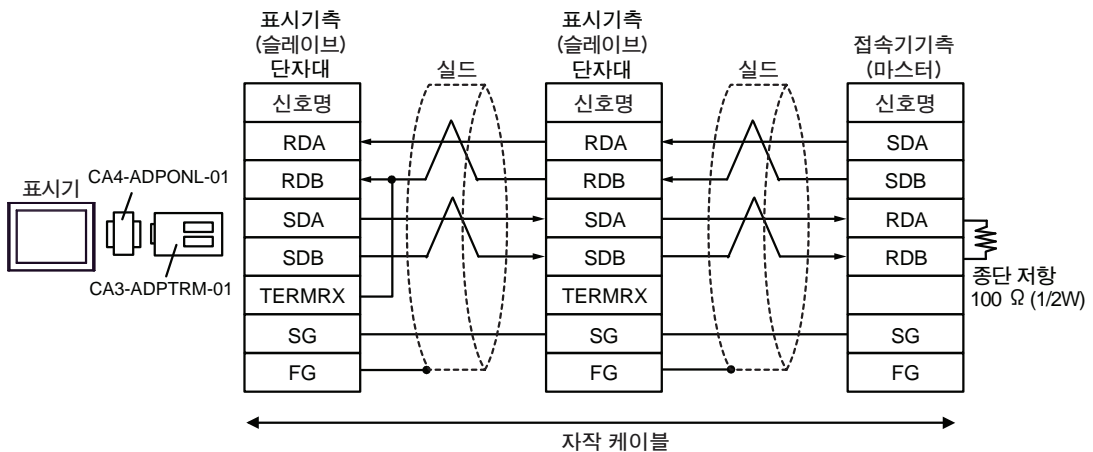 표시기측
(슬레이브)
단자대
실드
표시기측
(슬레이브)
단자대
실드
접속기기측
(마스터)
신호명
신호명
신호명
RDA
RDA
SDA
RDB
RDB
SDB
SDA
SDA
RDA
SDB
SDB
RDB
TERMRX
TERMRX
SG
SG
SG
FG
FG
FG
표시기
CA4-ADPONL-01
CA3-ADPTRM-01
종단 저항
100 Ω (1/2W)
자작 케이블